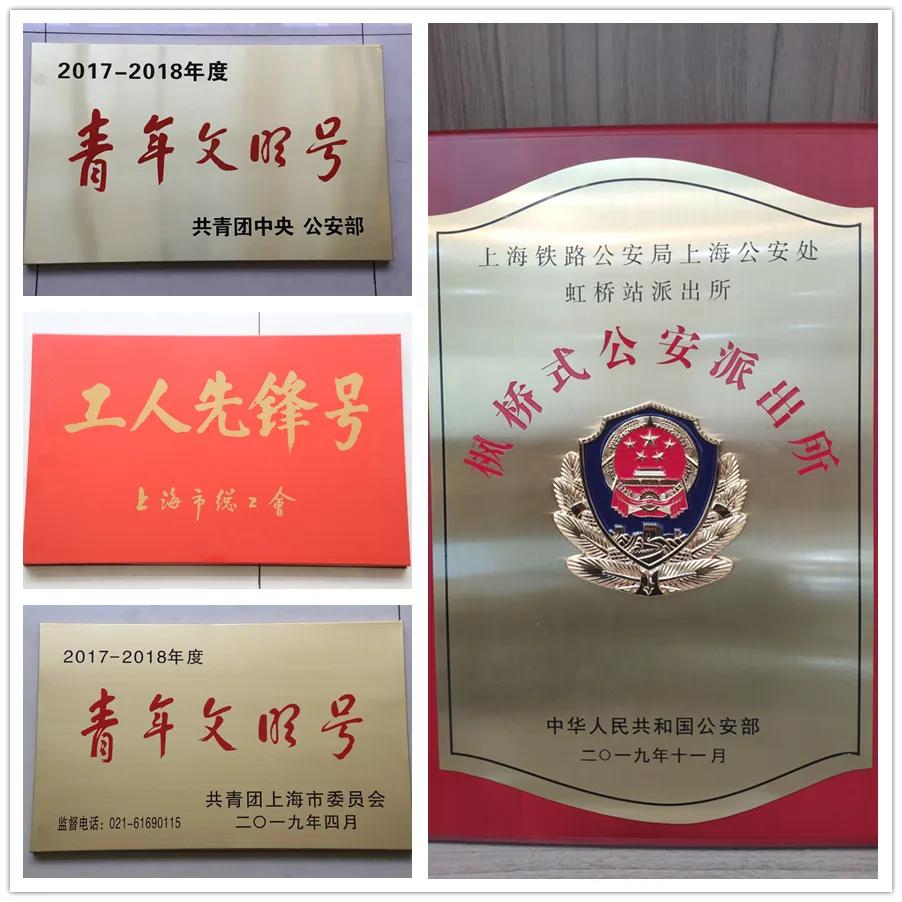 2017-2018年度
青年文明号
共青团中央 公安部
工人先锋号
上海市總工會
2017-2018年度
青年文明号
共青团上海市委员会
监督电话：021-61690115
二〇一九年四月
上海铁路公安局上海公安处
虹桥站派出所
枫桥式公安派出所
中华人民共和国公安部
二〇一九年十一月